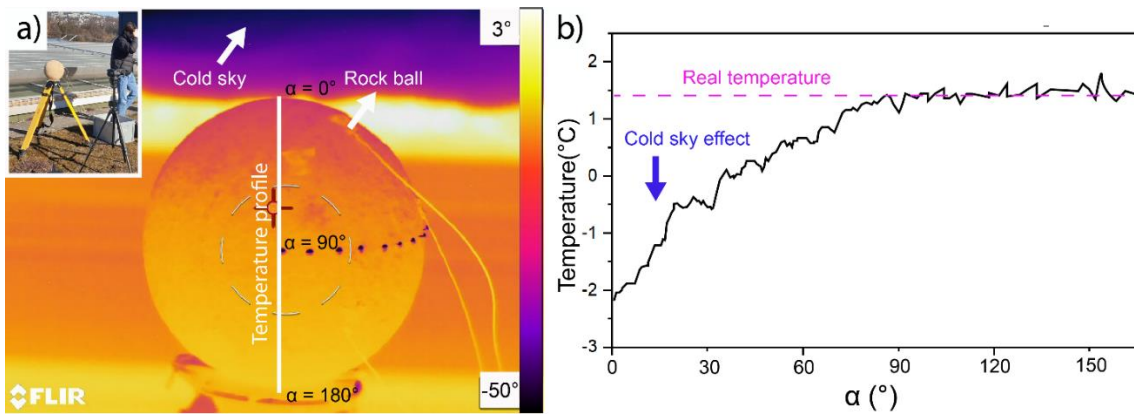 a)
3°
Cold sky
α = 0°
Rock ball
Temperature profile
α = 90°
α = 180°
-50°
FLIR
b)
Real temperature
Cold sky effect
Temperature(°C)
2
1
0
-1
-2
-3
0
30
60
90
120
150
α (°)